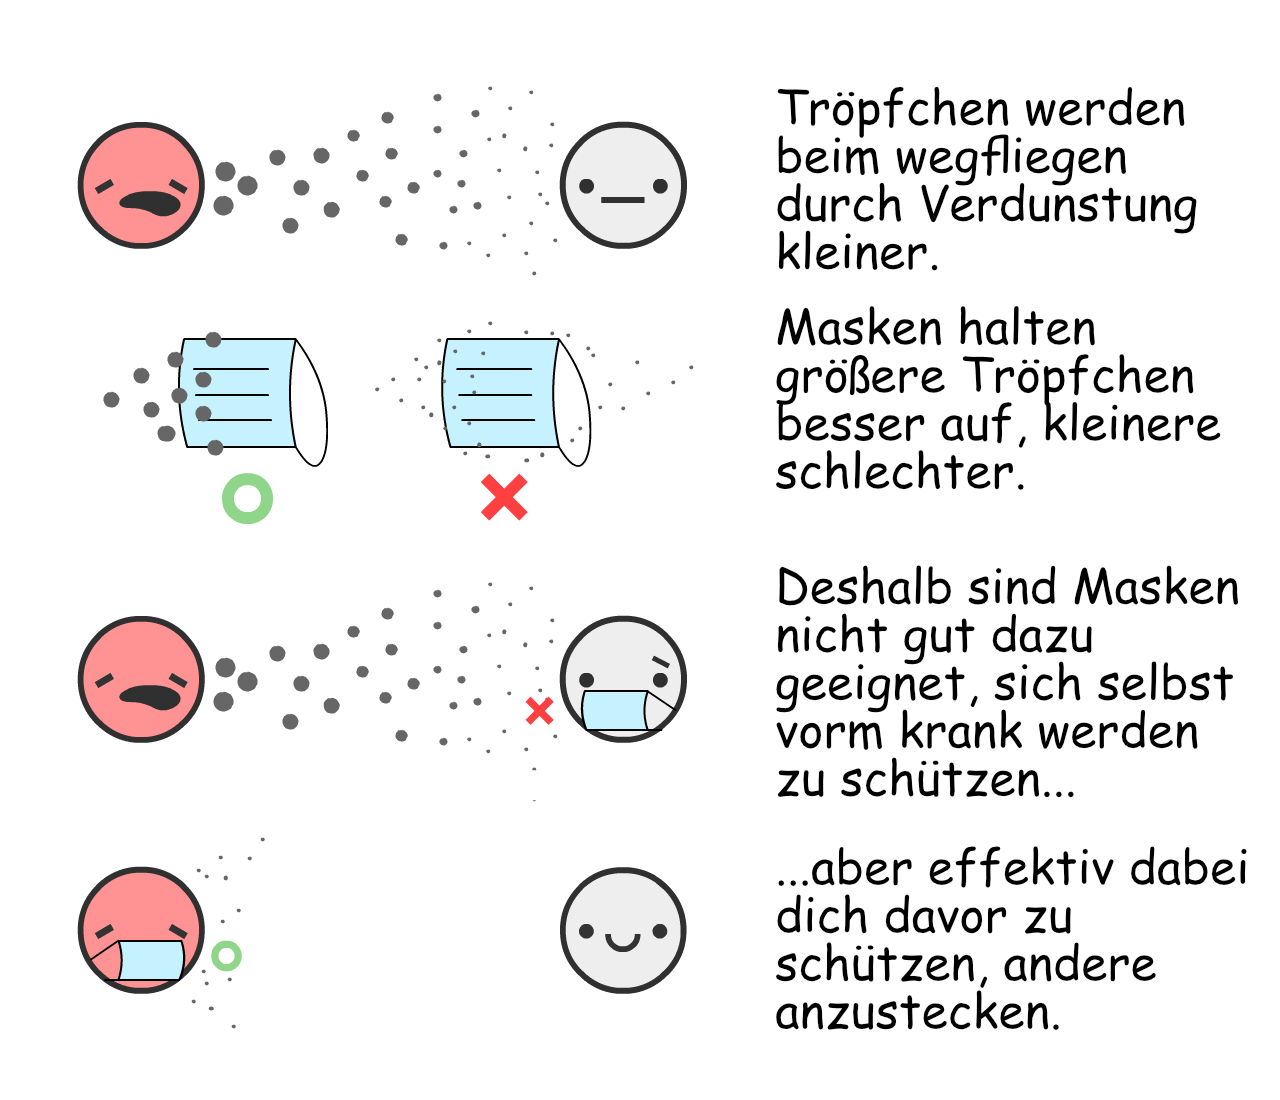 Tröpfchen werden
beim wegfliegen
durch Verdunstung
kleiner.
Masken halten
größere Tröpfchen
besser auf, kleinere
schlechter.
Deshalb sind Masken
nicht gut dazu
geeignet, sich selbst
vorm krank werden
zu schützen...
...aber effektiv dabei
dich davor zu
schützen, andere
anzustecken.